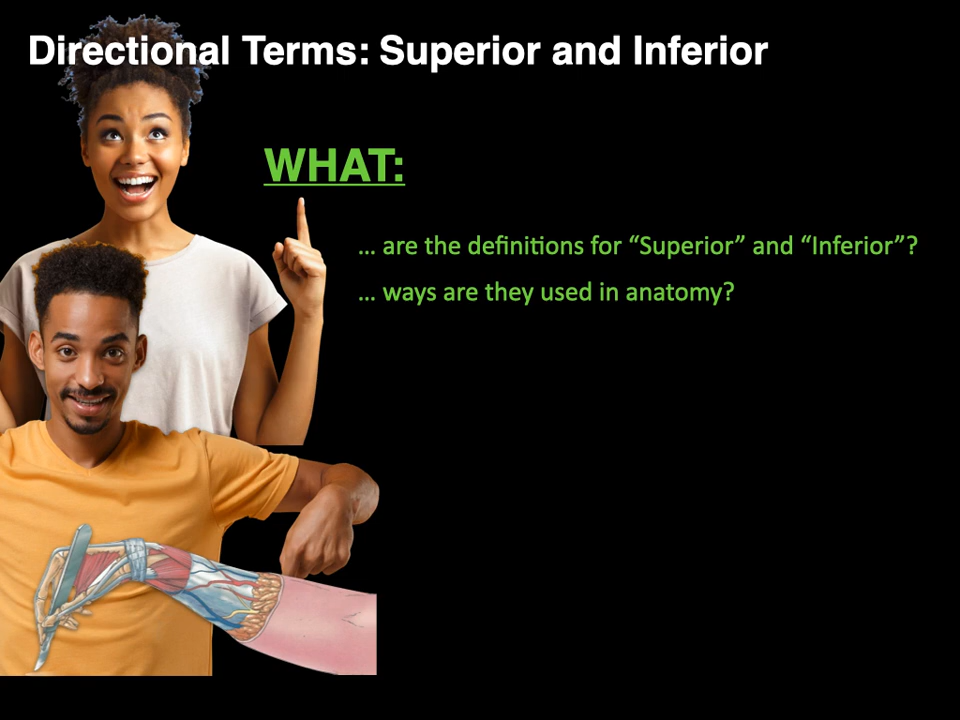 Directional Terms: Superior and Inferior
WHAT:
... are the definitions for “Superior” and “Inferior”?
... ways are they used in anatomy?